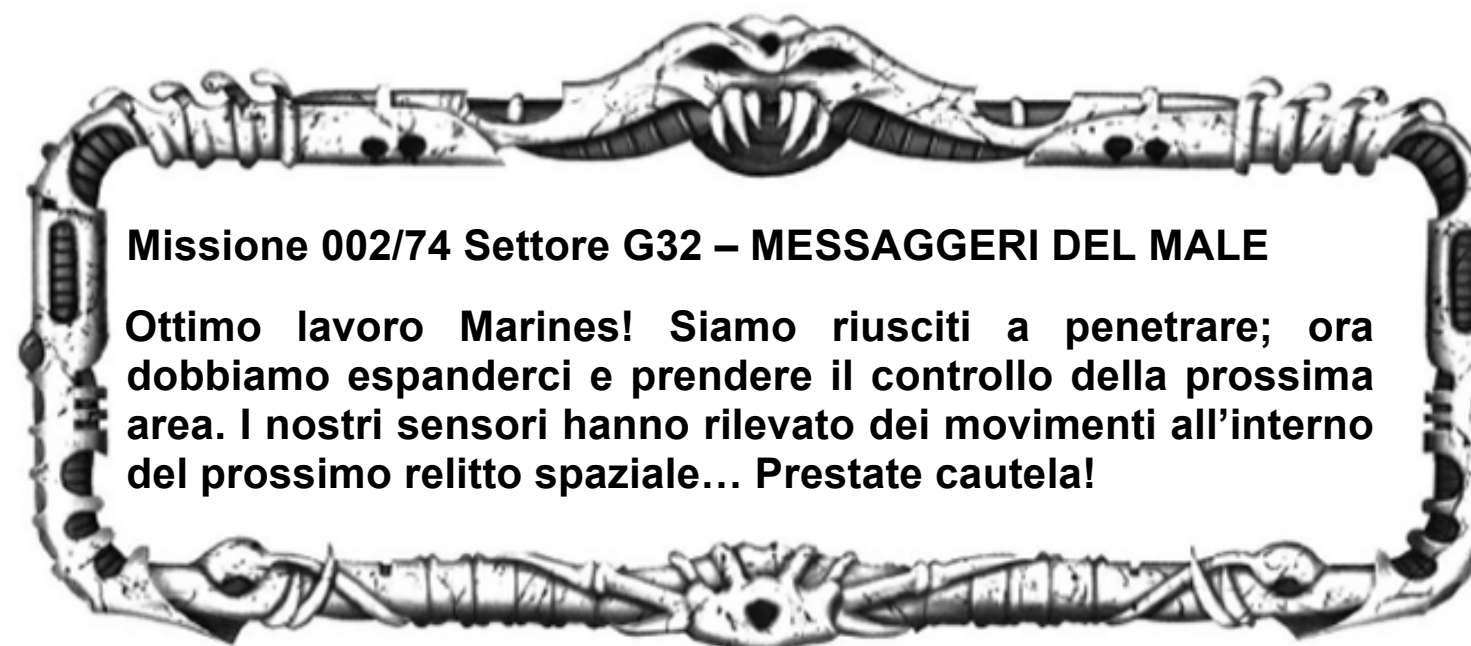 Missione 002/74 Settore G32 – MESSAGGERI DEL MALE
Ottimo lavoro Marines! Siamo riusciti a penetrare; ora
dobbiamo espanderci e prendere il controllo della prossima
area. I nostri sensori hanno rilevato dei movimenti all’interno
del prossimo relitto spaziale… Prestate cautela!